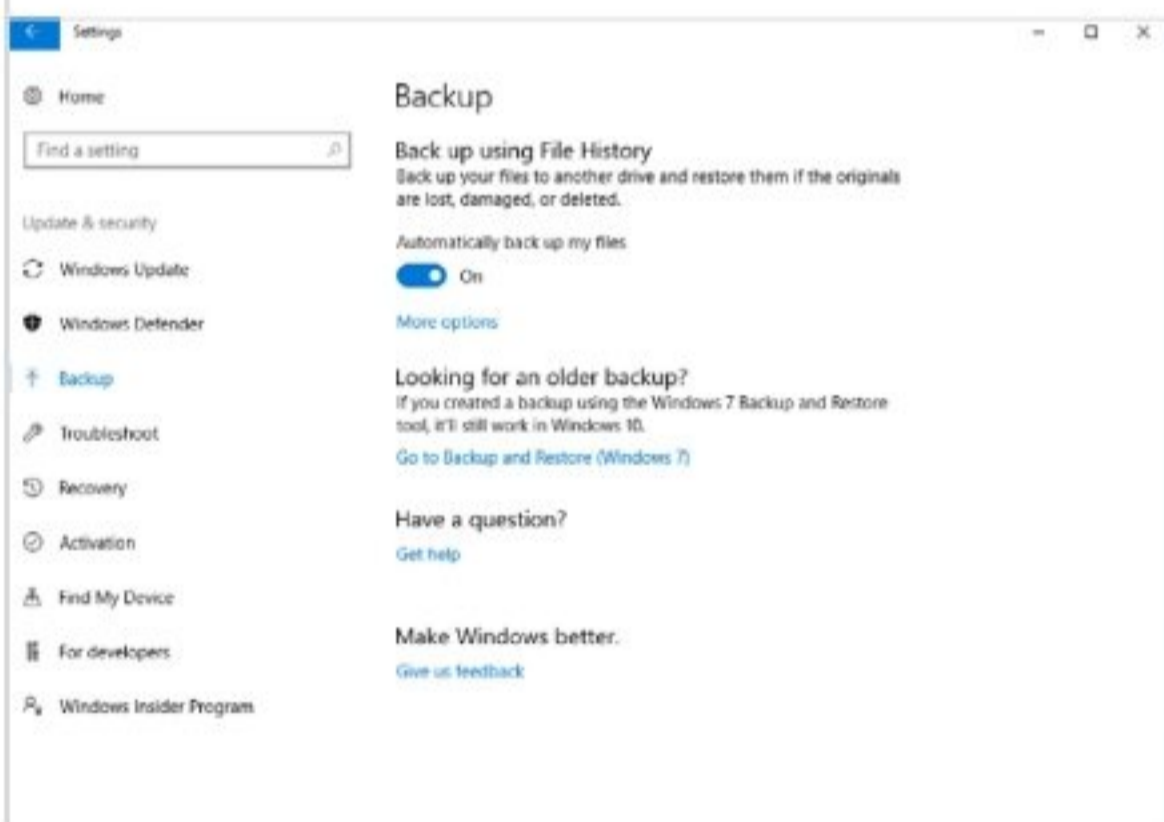 Settings
Home
Find a setting
Update & security
Windows Update
Windows Defender
Backup
Troubleshoot
Recovery
Activation
Find My Device
For developers
Windows Insider Program
Backup
Back up using File History
Back up your files to another drive and restore them if the originals
are lost, damaged, or deleted.
Automatically back up my files
On
More options
Looking for an older backup?
If you created a backup using the Windows 7 Backup and Restore
tool, it'll still work in Windows 10.
Go to Backup and Restore (Windows 7)
Have a question?
Get help
Make Windows better.
Give us feedback